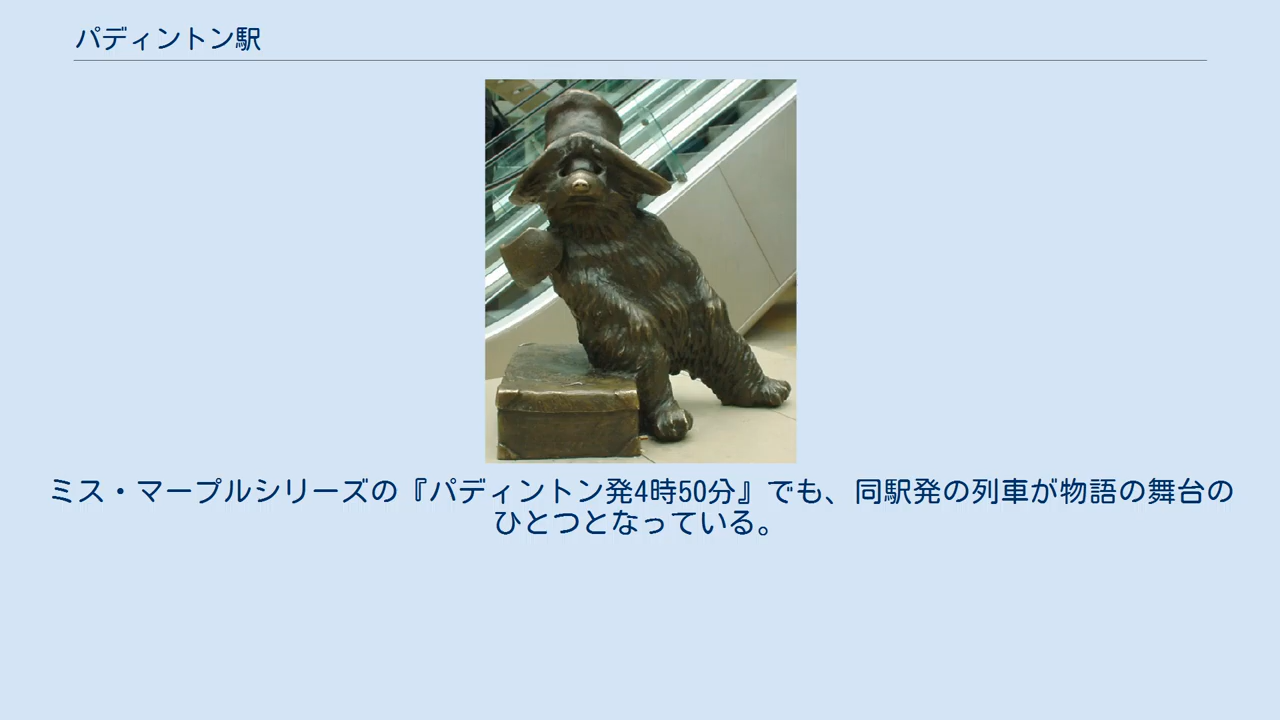 パディントン駅
ミス・マープルシリーズの『パディントン発4時50分』でも、同駅発の列車が物語の舞台の
ひとつとなっている。